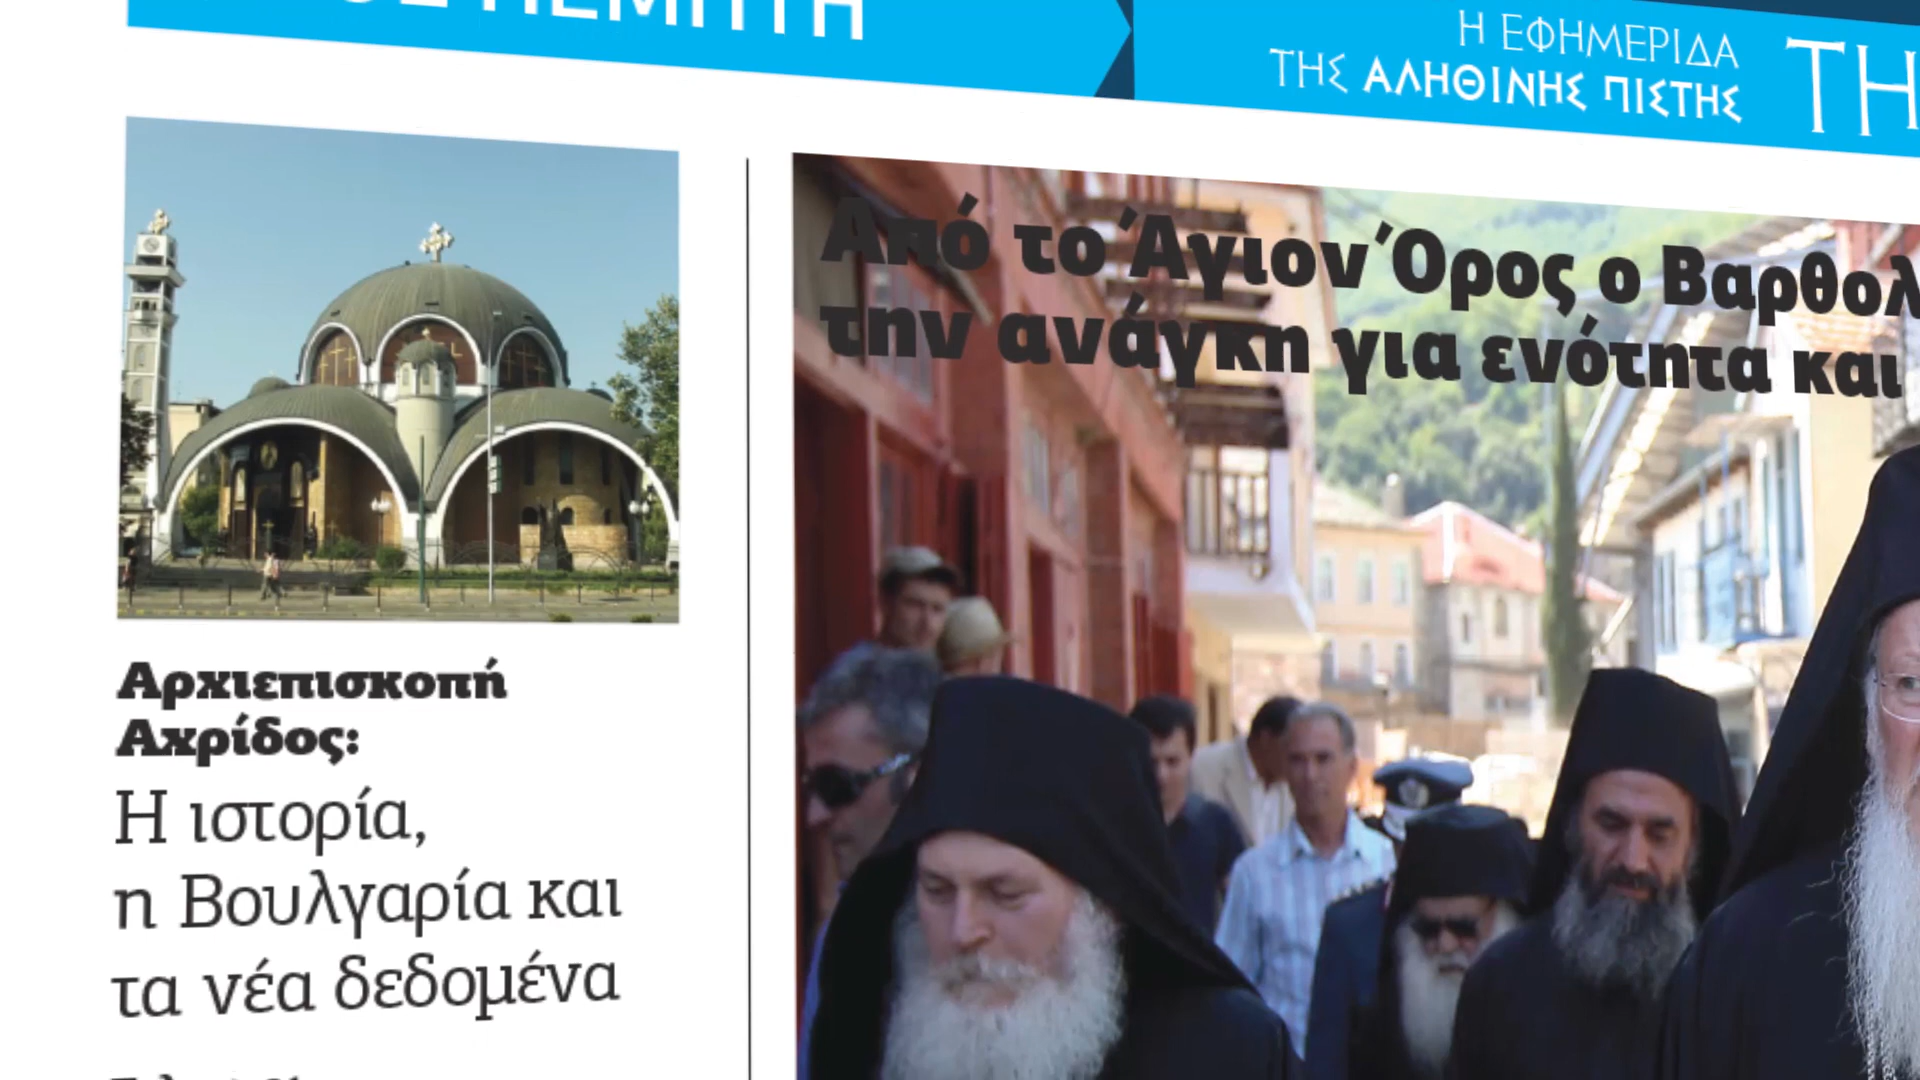 Η ΕΦΗΜΕΡΙΔΑ
ΤΗΣ ΑΛΗΘΙΝΗΣ ΠΙΣΤΗΣ
Από το Άγιον Όρος ο
την ανάγκη για ενότητα και
Αρχιεπισκοπή
Αχρίδος:
Η ιστορία,
η Βουλγαρία και
τα νέα δεδομένα